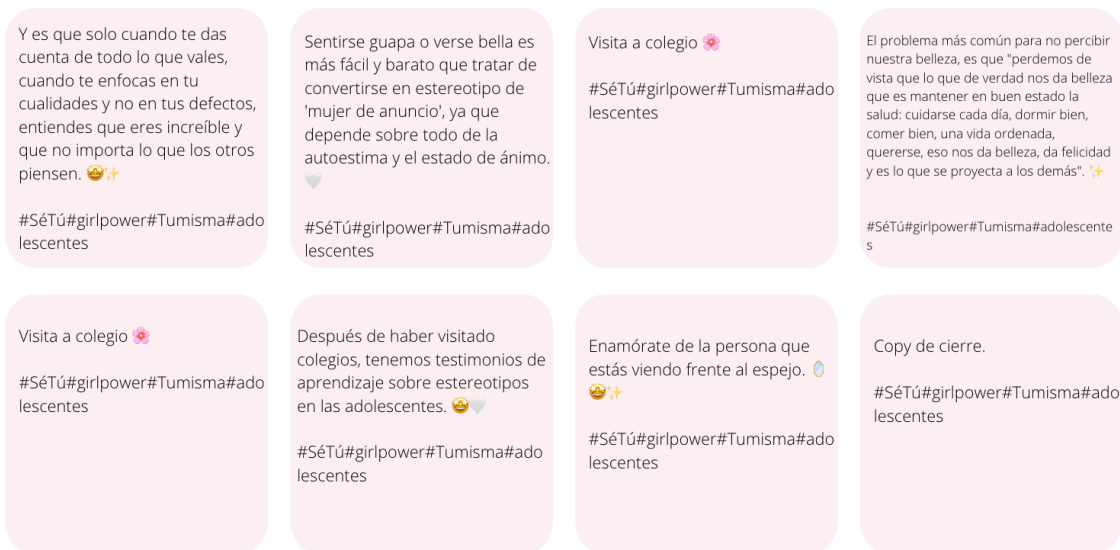 Y es que solo cuando te das
cuenta de todo lo que vales,
cuando te enfocas en tu
cualidades y no en tus defectos,
entiendes que eres increíble y
que no importa lo que los otros
piensen. 🤩✨
#SéTú#girlpower#Tumisma#ado
lescentes
Sentirse guapa o verse bella es
más fácil y barato que tratar de
convertirse en estereotipo de
'mujer de anuncio', ya que
depende sobre todo de la
autoestima y el estado de ánimo.
🤍
#SéTú#girlpower#Tumisma#ado
lescentes
Visita a colegio 🌸
#SéTú#girlpower#Tumisma#ado
lescentes
El problema más común para no percibir
nuestra belleza, es que "perdemos de
vista que lo que de verdad nos da belleza
que es mantener en buen estado la
salud: cuidarse cada día, dormir bien,
comer bien, una vida ordenada,
quererse, eso nos da belleza, da felicidad
y es lo que se proyecta a los demás". ✨
#SéTú#girlpower#Tumisma#adolescente
s
Visita a colegio 🌸
#SéTú#girlpower#Tumisma#ado
lescentes
Después de haber visitado
colegios, tenemos testimonios de
aprendizaje sobre estereotipos
en las adolescentes. 🤩🤍
#SéTú#girlpower#Tumisma#ado
lescentes
Enamórate de la persona que
estás viendo frente al espejo. 🪞
🤩✨
#SéTú#girlpower#Tumisma#ado
lescentes
Copy de cierre.
#SéTú#girlpower#Tumisma#ado
lescentes